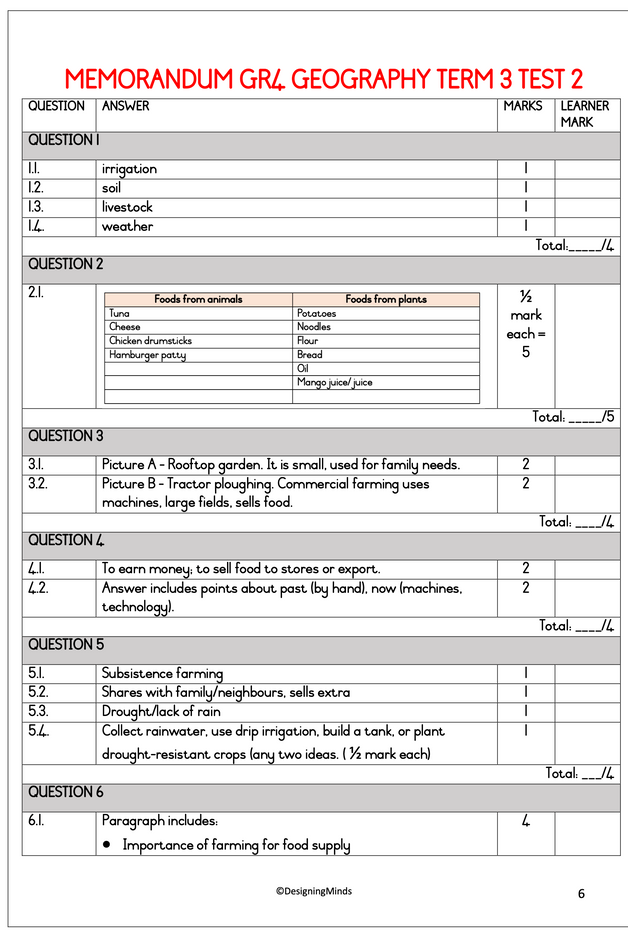 MEMORANDUM GR4 GEOGRAPHY TERM 3 TEST 2
QUESTION ANSWER MARKS LEARNER
MARK
QUESTION 1
1.1. irrigation 1
1.2. soil 1
1.3. livestock 1
1.4. weather 1
Total:_____/4
QUESTION 2
2.1. ½
mark
each =
5
Foods from animals Foods from plants
Tuna Potatoes
Cheese Noodles
Chicken drumsticks Flour
Hamburger patty Bread
Oil
Mango juice/ juice
Total: _____/5
QUESTION 3
3.1. Picture A - Rooftop garden. It is small, used for family needs. 2
3.2. Picture B - Tractor ploughing. Commercial farming uses 2
machines, large fields, sells food.
Total: ____/4
QUESTION 4
4.1. To earn money; to sell food to stores or export. 2
4.2. Answer includes points about past (by hand), now (machines, 2
technology).
Total: ____/4
QUESTION 5
5.1. Subsistence farming 1
5.2. Shares with family/neighbours, sells extra 1
5.3. Drought/lack of rain 1
5.4. Collect rainwater, use drip irrigation, build a tank, or plant 1
drought-resistant crops (any two ideas. ( ½ mark each)
Total: ___/4
QUESTION 6
6.1. Paragraph includes: 4
• Importance of farming for food supply
©DesigningMinds
6